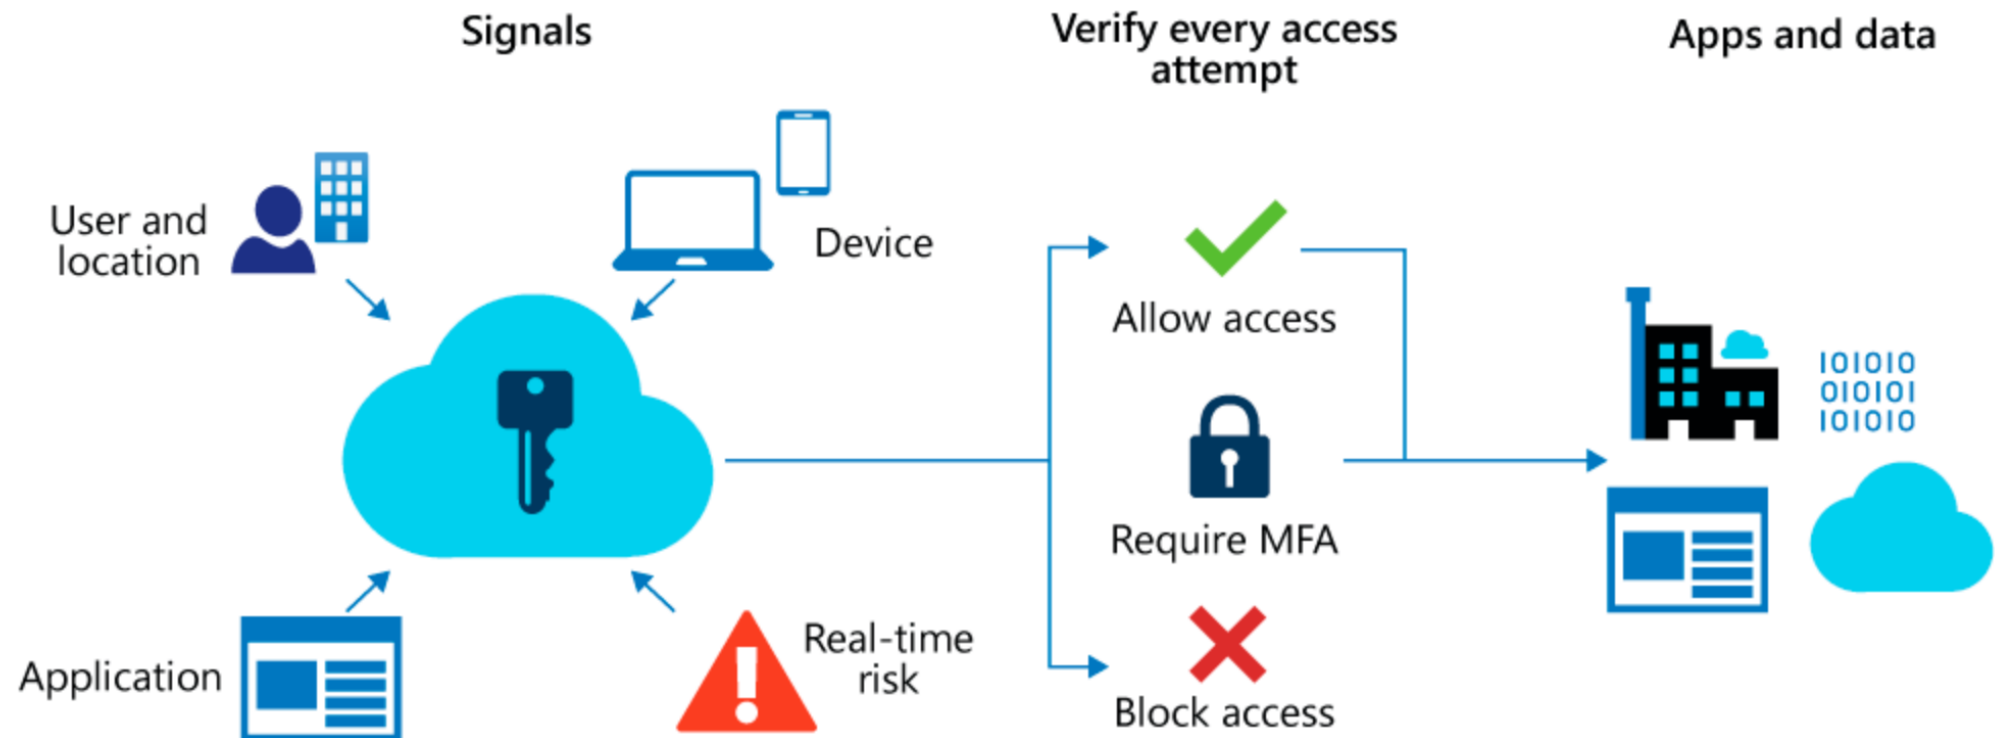 Signals
Verify every access
attempt
Apps and data
User and
location
Device
Allow access
101010
010101
101010
Require MFA
Application
Real-time
risk
Block access